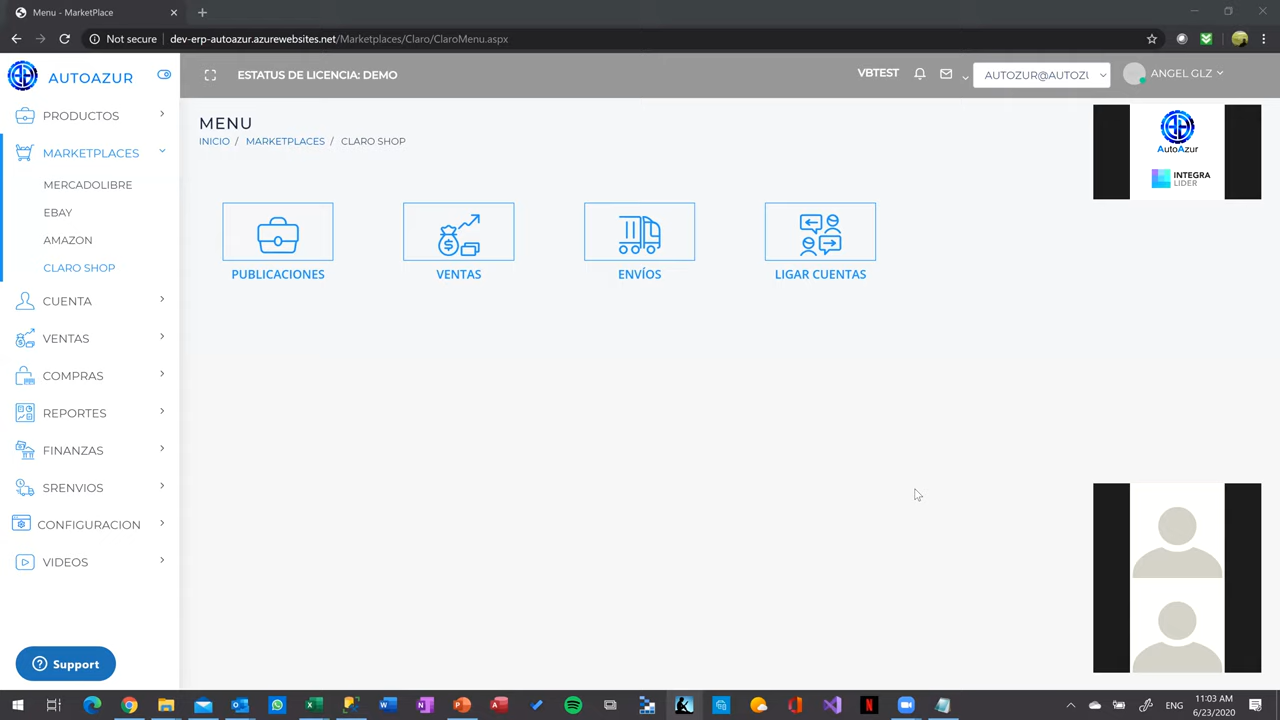 Menu - MarketPlace
Not secure
dev-erp-autoazur.azurewebsites.net/Marketplaces/Claro/ClaroMenu.aspx
AUTOAZUR
ESTATUS DE LICENCIA: DEMO
VBTEST
AUTOZUR@AUTOZU
ANGEL GLZ
PRODUCTOS
MARKETPLACES
MERCADOLIBRE
EBAY
AMAZON
CLARO SHOP
CUENTA
VENTAS
COMPRAS
REPORTES
FINANZAS
SRENVIOS
CONFIGURACION
VIDEOS
Support
MENU
INICIO / MARKETPLACES / CLARO SHOP
PUBLICACIONES
VENTAS
ENVÍOS
LIGAR CUENTAS
AutoAzur
INTEGRA
LIDER
ENG
11:03 AM
6/23/2020